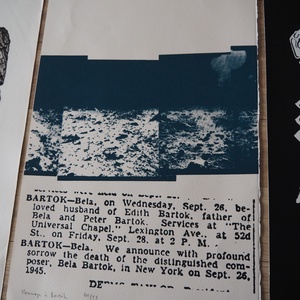 BARTOK—Bela, on Wednesday, Sept. 26, be-
loved husband of Edith Bartok, father of
Bela and Peter Bartok. Services at "The
Universal Chapel," Lexington Ave., at 52d
St., on Friday, Sept. 28, at 2 P. M.
BARTOK—Bela. We announce with profound
sorrow the death of the distinguished com-
poser, Bela Bartok, in New York on Sept. 26,
1945.